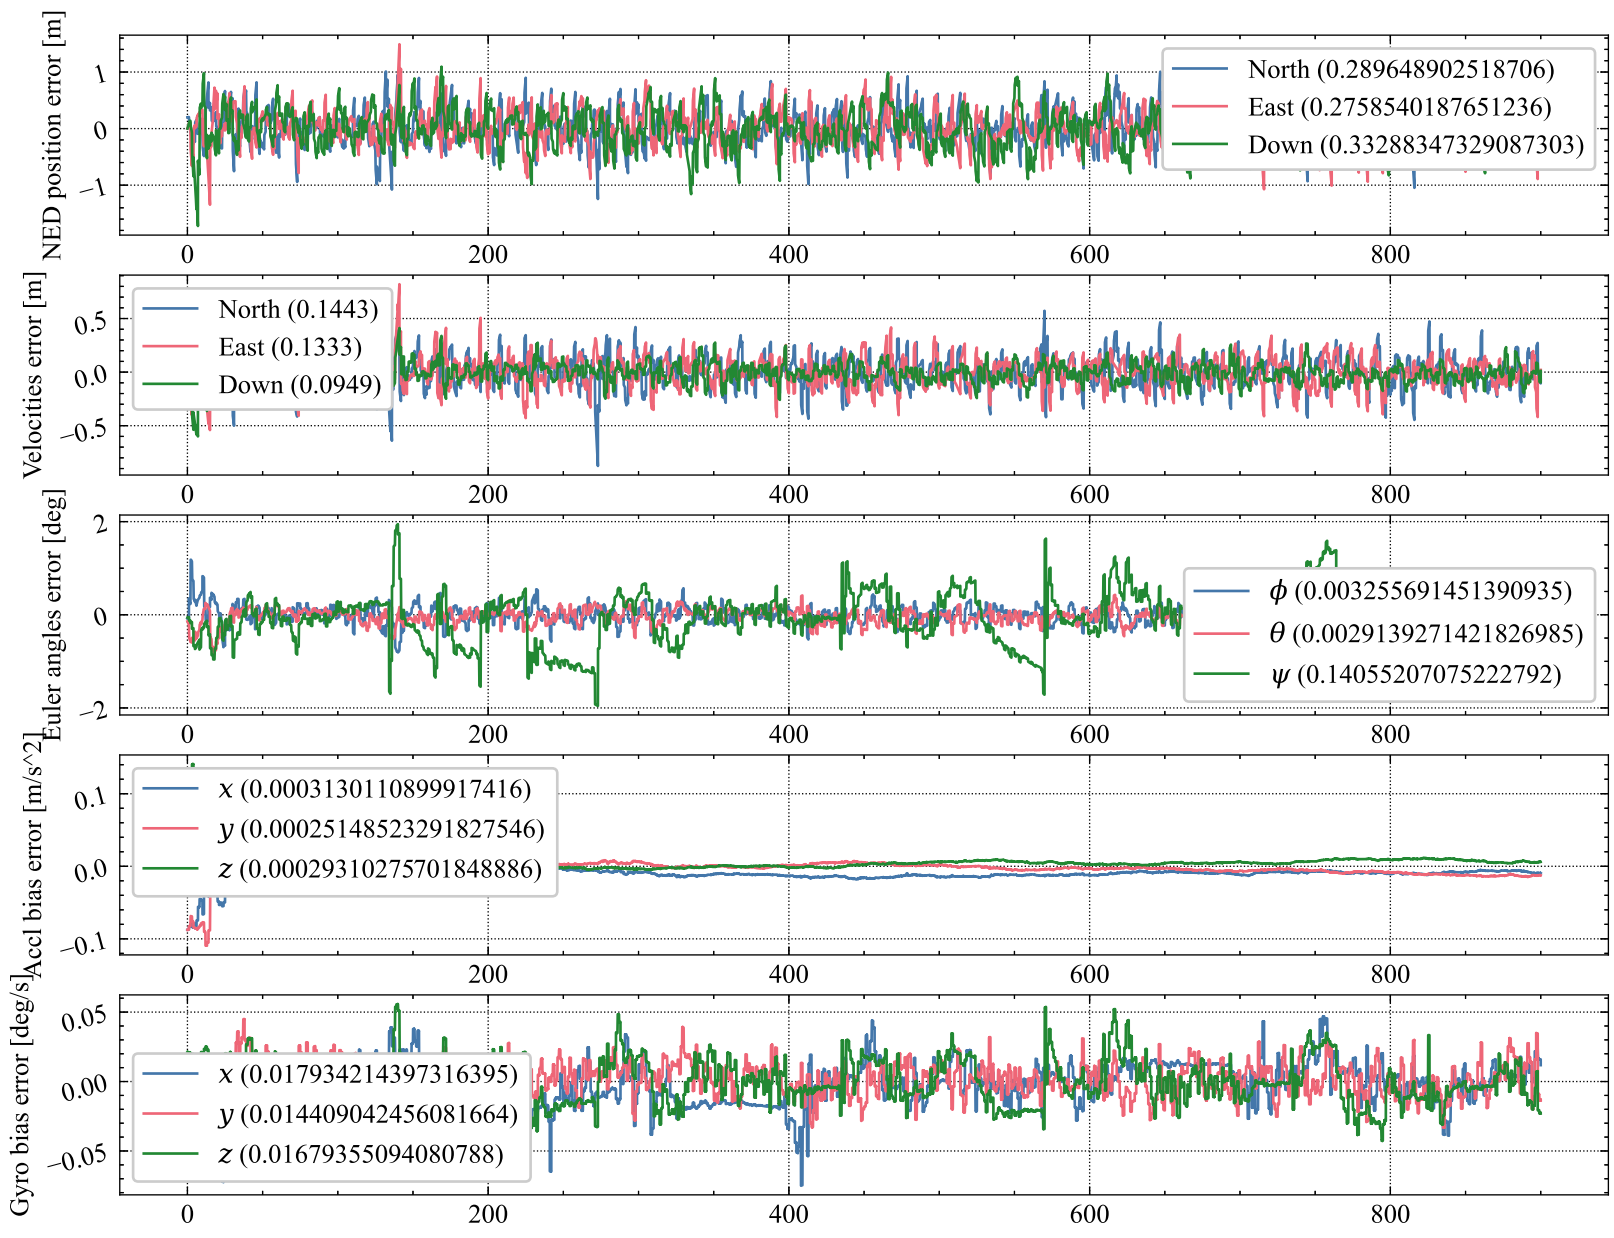 NED position error [m]
1
0
−1
North (0.289648902518706)
East (0.2758540187651236)
Down (0.33288347329087303)
0 200 400 600 800
Velocities error [m]
0.5
0.0
−0.5
North (0.1443)
East (0.1333)
Down (0.0949)
0 200 400 600 800
Euler angles error [deg]
2
0
−2
ϕ (0.003255691451390935)
θ (0.0029139271421826985)
ψ (0.14055207075222792)
0 200 400 600 800
Accl bias error [m/s^2]
0.1
0.0
−0.1
x (0.0003130110899917416)
y (0.00025148523291827546)
z (0.00029310275701848886)
0 200 400 600 800
Gyro bias error [deg/s]
0.05
0.00
−0.05
x (0.017934214397316395)
y (0.014409042456081664)
z (0.01679355094080788)
0 200 400 600 800